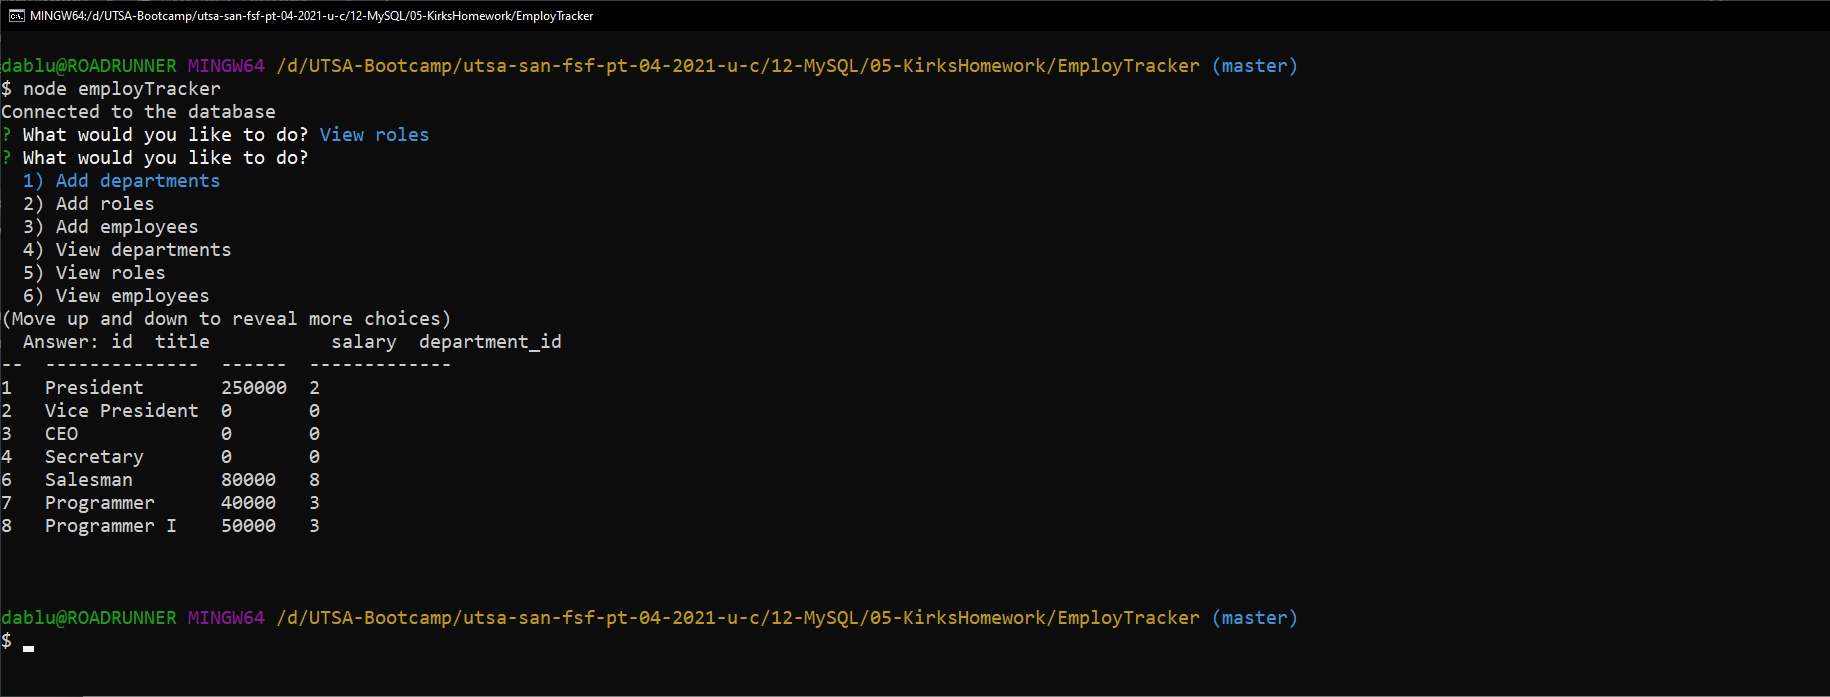 MINGW64:/d/UTSA-Bootcamp/utsa-san-fsf-pt-04-2021-u-c/12-MySQL/05-KirksHomework/EmployTracker
dablu@ROADRUNNER MINGW64 /d/UTSA-Bootcamp/utsa-san-fsf-pt-04-2021-u-c/12-MySQL/05-KirksHomework/EmployTracker (master)
$ node employTracker
Connected to the database
? What would you like to do? View roles
? What would you like to do?
  1) Add departments
  2) Add roles
  3) Add employees
  4) View departments
  5) View roles
  6) View employees
(Move up and down to reveal more choices)
  Answer: id  title           salary  department_id
--  --------------  ------  -------------
1   President       250000  2
2   Vice President  0       0
3   CEO             0       0
4   Secretary       0       0
6   Salesman        80000   8
7   Programmer      40000   3
8   Programmer I    50000   3
dablu@ROADRUNNER MINGW64 /d/UTSA-Bootcamp/utsa-san-fsf-pt-04-2021-u-c/12-MySQL/05-KirksHomework/EmployTracker (master)
$